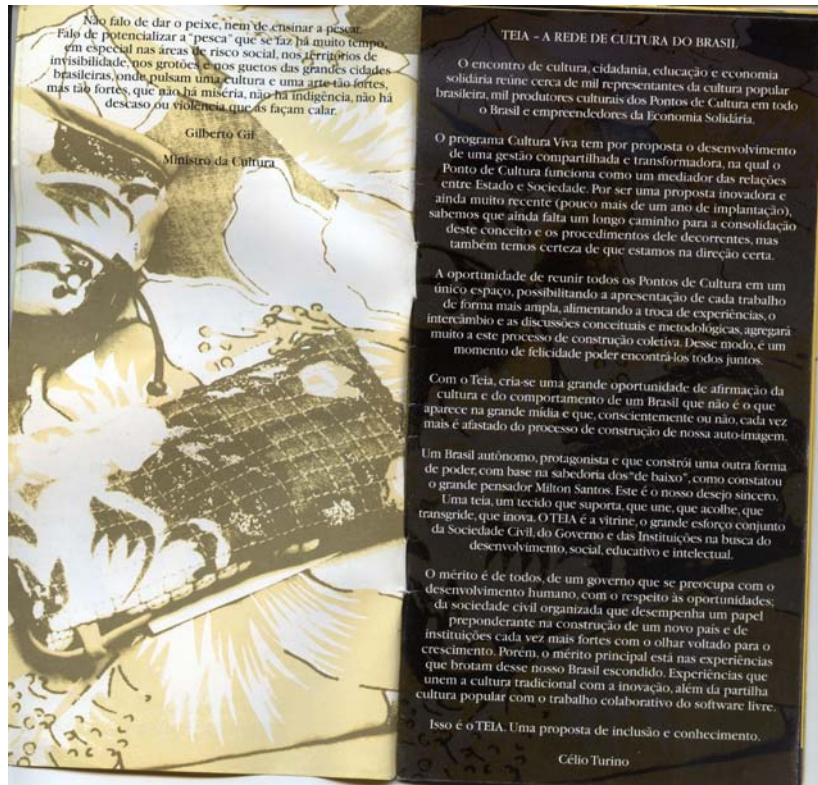 Não falo de dar o peixe, nem de ensinar a pescar.
Falo de potencializar a "pesca" que se faz há muito tempo,
em especial nas áreas de risco social, nos territórios de
invisibilidade, nos grotões e nos guetos das grandes cidades
brasileiras, onde pulsam uma cultura e uma arte tão fortes,
mas tão fortes, que não há miséria, não há indigência, não há
descaso ou violência que as façam calar.
Gilberto Gil
Ministro da Cultura
TEIA – A REDE DE CULTURA DO BRASIL
O encontro de cultura, cidadania, educação e economia
solidária reúne cerca de mil representantes da cultura popular
brasileira, mil produtores culturais dos Pontos de Cultura em todo
o Brasil e empreendedores da Economia Solidária.
O programa Cultura Viva tem por proposta o desenvolvimento
de uma gestão compartilhada e transformadora, na qual o
Ponto de Cultura funciona como um mediador das relações
entre Estado e Sociedade. Por ser uma proposta inovadora e
ainda muito recente (pouco mais de um ano de implantação),
sabemos que ainda falta um longo caminho para a consolidação
deste conceito e os procedimentos dele decorrentes, mas
também temos certeza de que estamos na direção certa.
A oportunidade de reunir todos os Pontos de Cultura em um
único espaço, possibilitando a apresentação de cada trabalho
de forma mais ampla, alimentando a troca de experiências, o
intercâmbio e as discussões conceituais e metodológicas, agregará
muito a este processo de construção coletiva. Desse modo, é um
momento de felicidade poder encontrá-los todos juntos.
Com o Teia, cria-se uma grande oportunidade de afirmação da
cultura e do comportamento de um Brasil que não é o que
aparece na grande mídia e que, conscientemente ou não, cada vez
mais é afastado do processo de construção de nossa auto-imagem.
Um Brasil autônomo, protagonista e que constrói uma outra forma
de poder, com base na sabedoria dos "de baixo", como constatou
o grande pensador Milton Santos. Este é o nosso desejo sincero.
Uma teia, um tecido que suporta, que une, que acolhe, que
transgride, que inova. O TEIA é a vitrine, o grande esforço conjunto
da Sociedade Civil, do Governo e das Instituições na busca do
desenvolvimento, social, educativo e intelectual.
O mérito é de todos, de um governo que se preocupa com o
desenvolvimento humano, com o respeito às oportunidades;
da sociedade civil organizada que desempenha um papel
preponderante na construção de um novo país e de
instituições cada vez mais fortes com o olhar voltado para o
crescimento. Porém, o mérito principal está nas experiências
que brotam desse nosso Brasil escondido. Experiências que
unem a cultura tradicional com a inovação, além da partilha
cultura popular com o trabalho colaborativo do software livre.
Isso é o TEIA. Uma proposta de inclusão e conhecimento.
Célio Turino